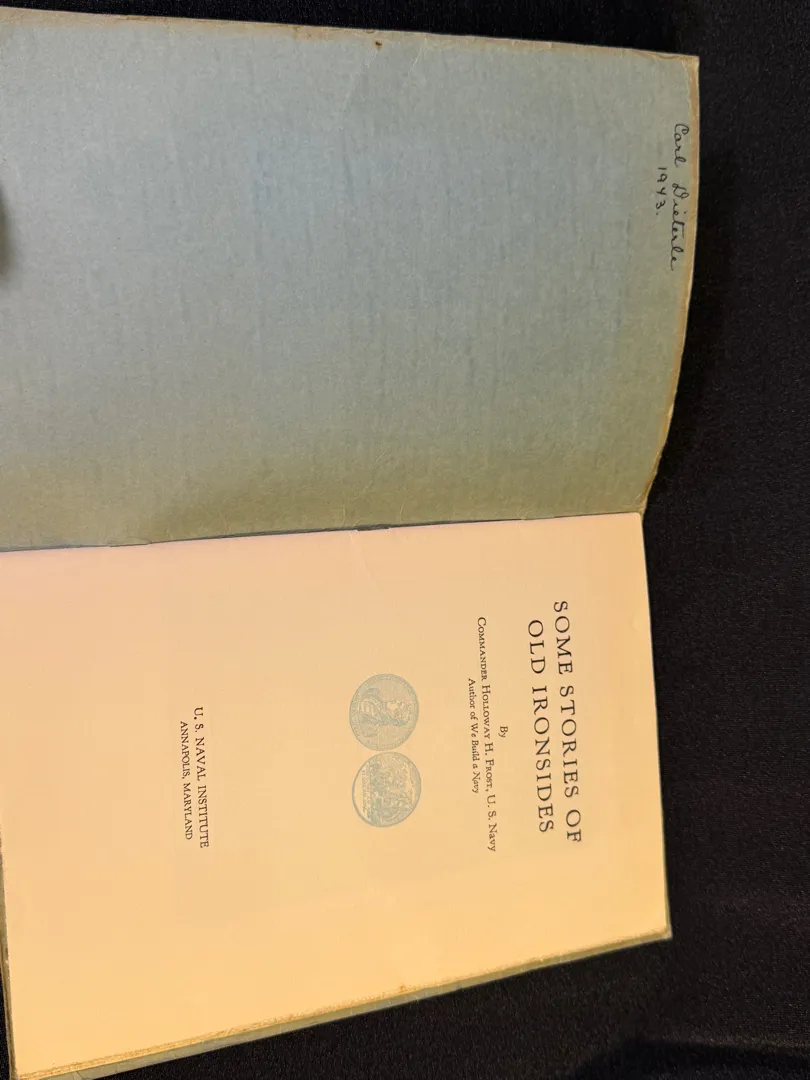 Carl Dieterle
1943.
SOME STORIES OF
OLD IRONSIDES
By
COMMANDER HOLLOWAY H. FROST, U. S. NAVY
Author of We Build a Navy
U. S. NAVAL INSTITUTE
ANNAPOLIS, MARYLAND